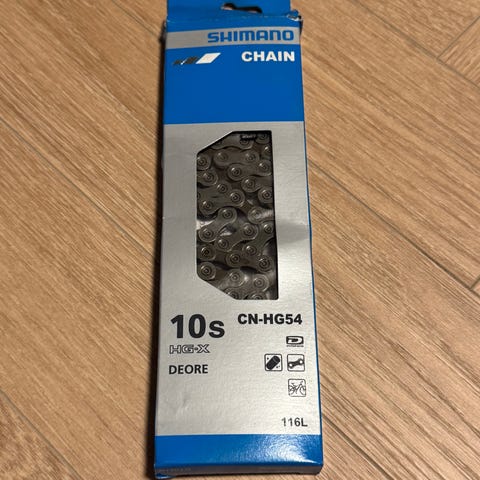 SHIMANO
CHAIN
10s
CN-HG54
HG-X
DEORE
116L